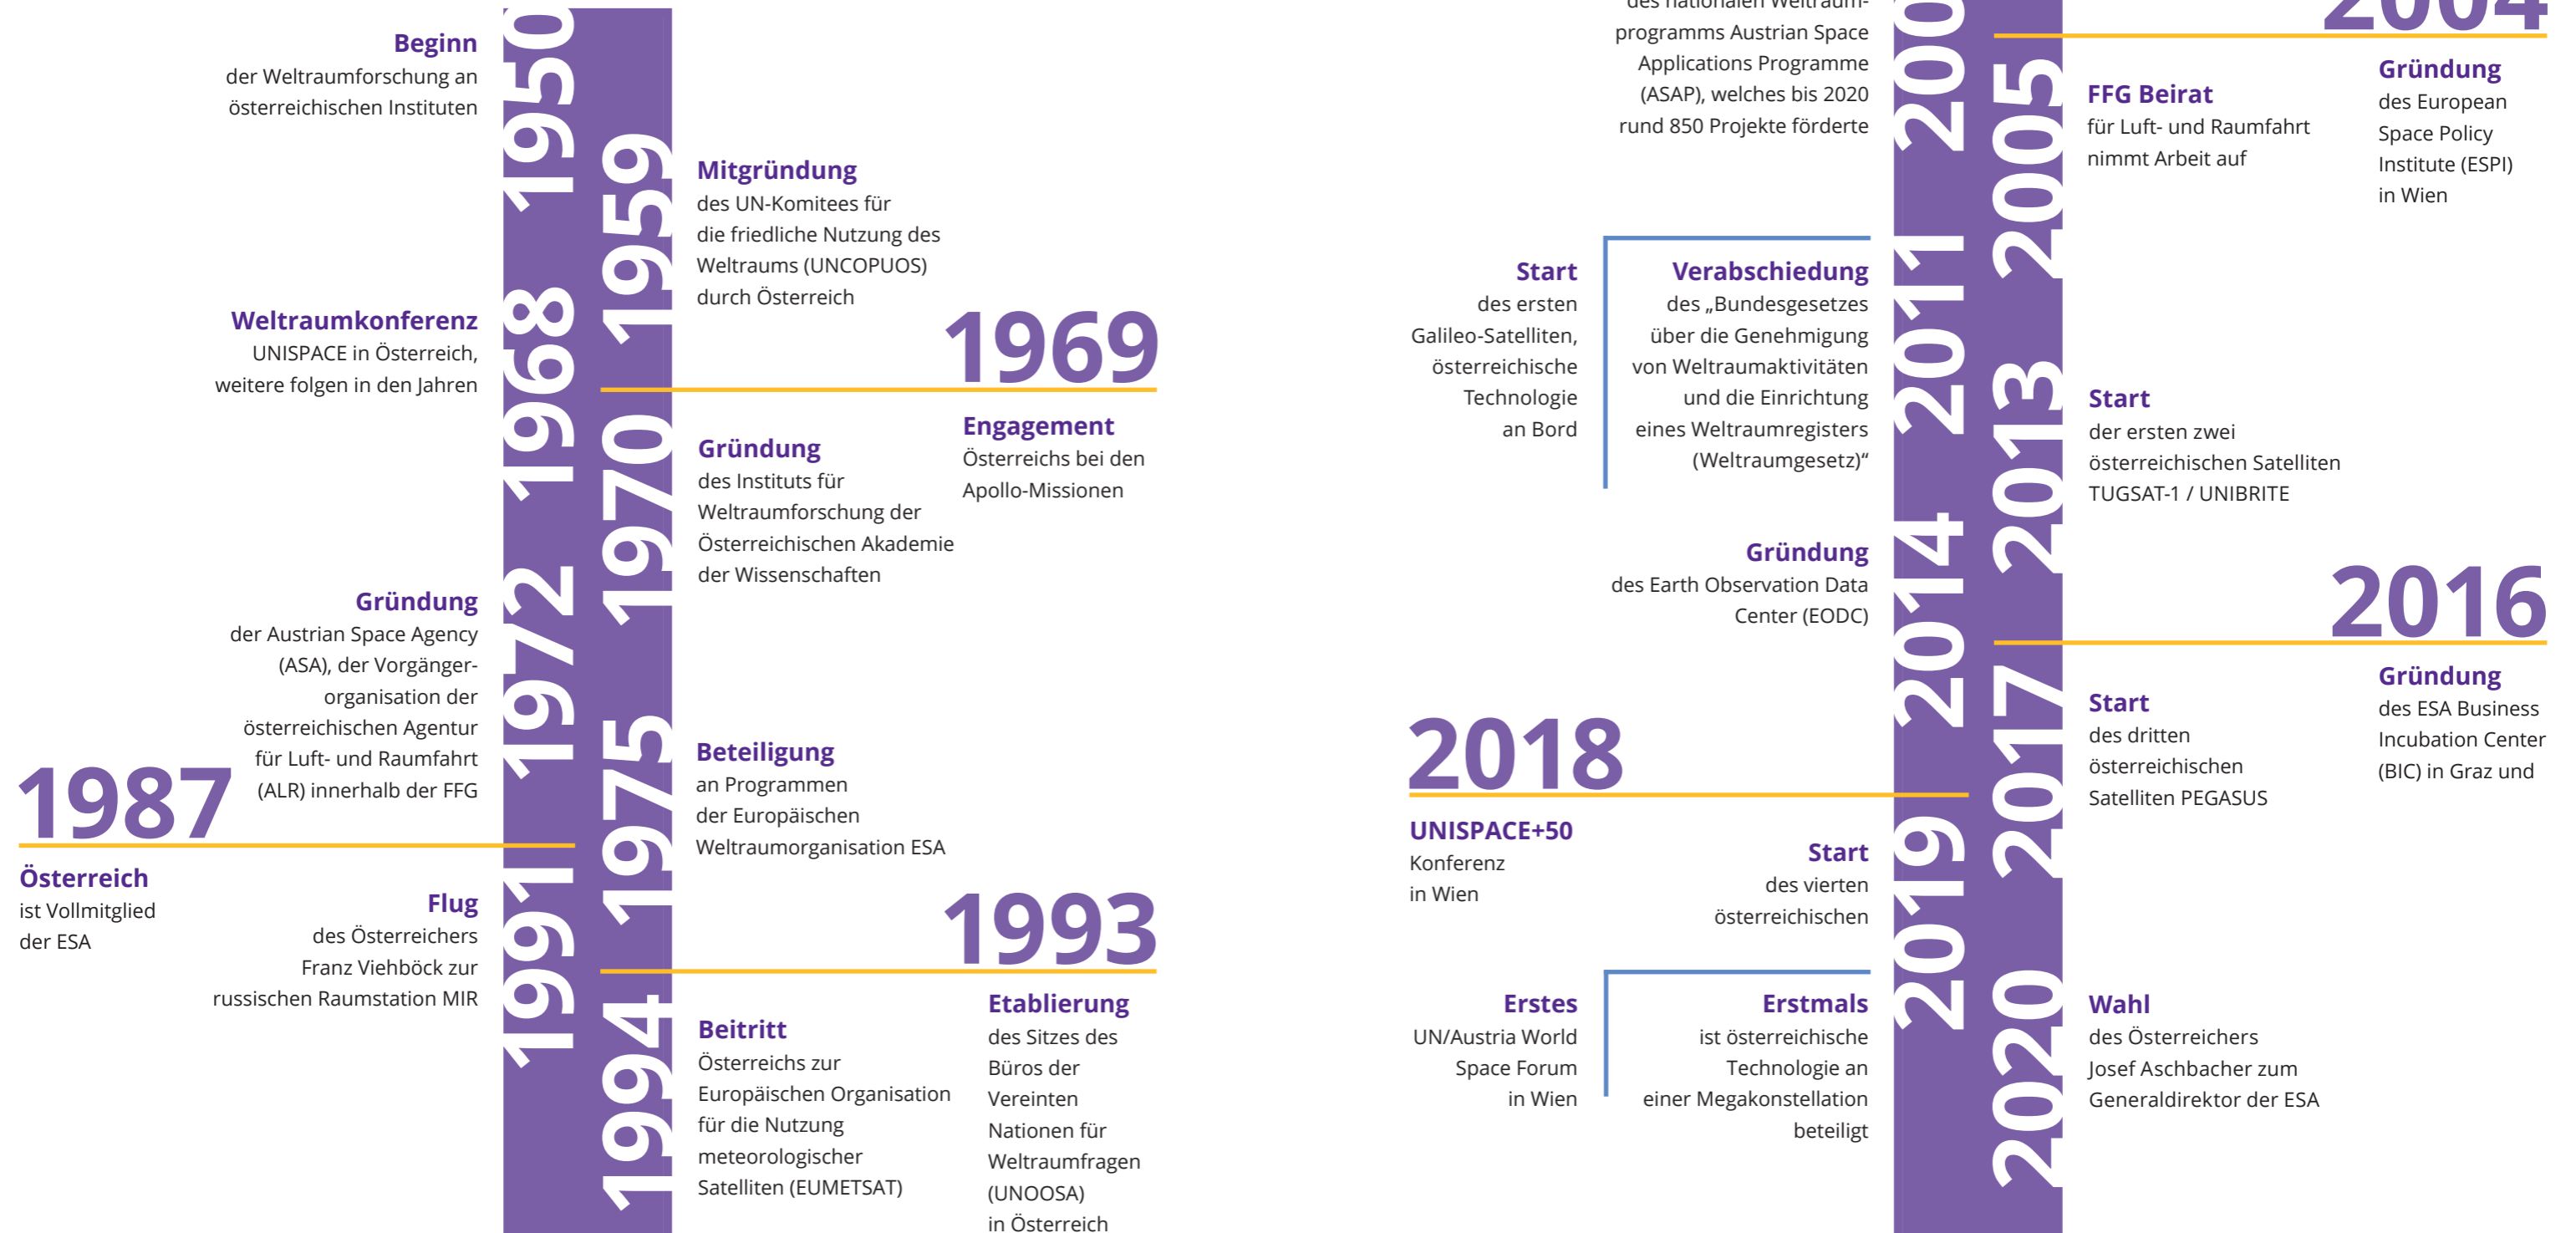 1950
Beginn
der Weltraumforschung an
österreichischen Instituten
1959
Mitgründung
des UN-Komitees für
die friedliche Nutzung des
Weltraums (UNCOPUOS)
durch Österreich
1968
Weltraumkonferenz
UNISPACE in Österreich,
weitere folgen in den Jahren
1969
Engagement
Österreichs bei den
Apollo-Missionen
1970
Gründung
des Instituts für
Weltraumforschung der
Österreichischen Akademie
der Wissenschaften
1972
Gründung
der Austrian Space Agency
(ASA), der Vorgänger-
organisation der
österreichischen Agentur
für Luft- und Raumfahrt
(ALR) innerhalb der FFG
1975
Beteiligung
an Programmen
der Europäischen
Weltraumorganisation ESA
1987
Österreich
ist Vollmitglied
der ESA
1991
Flug
des Österreichers
Franz Viehböck zur
russischen Raumstation MIR
1993
Etablierung
des Sitzes des
Büros der
Vereinten
Nationen für
Weltraumfragen
(UNOOSA)
in Österreich
1994
Beitritt
Österreichs zur
Europäischen Organisation
für die Nutzung
meteorologischer
Satelliten (EUMETSAT)
des nationalen Weltraum-
programms Austrian Space
Applications Programme
(ASAP), welches bis 2020
rund 850 Projekte förderte
2004
Gründung
des European
Space Policy
Institute (ESPI)
in Wien
2005
FFG Beirat
für Luft- und Raumfahrt
nimmt Arbeit auf
2011
Start
des ersten
Galileo-Satelliten,
österreichische
Technologie
an Bord
Verabschiedung
des „Bundesgesetzes
über die Genehmigung
von Weltraumaktivitäten
und die Einrichtung
eines Weltraumregisters
(Weltraumgesetz)“
2013
Start
der ersten zwei
österreichischen Satelliten
TUGSAT-1 / UNIBRITE
2014
Gründung
des Earth Observation Data
Center (EODC)
2016
Gründung
des ESA Business
Incubation Center
(BIC) in Graz und
2017
Start
des dritten
österreichischen
Satelliten PEGASUS
2018
UNISPACE+50
Konferenz
in Wien
2019
Start
des vierten
österreichischen
Erstes
UN/Austria World
Space Forum
in Wien
Erstmals
ist österreichische
Technologie an
einer Megakonstellation
beteiligt
2020
Wahl
des Österreichers
Josef Aschbacher zum
Generaldirektor der ESA